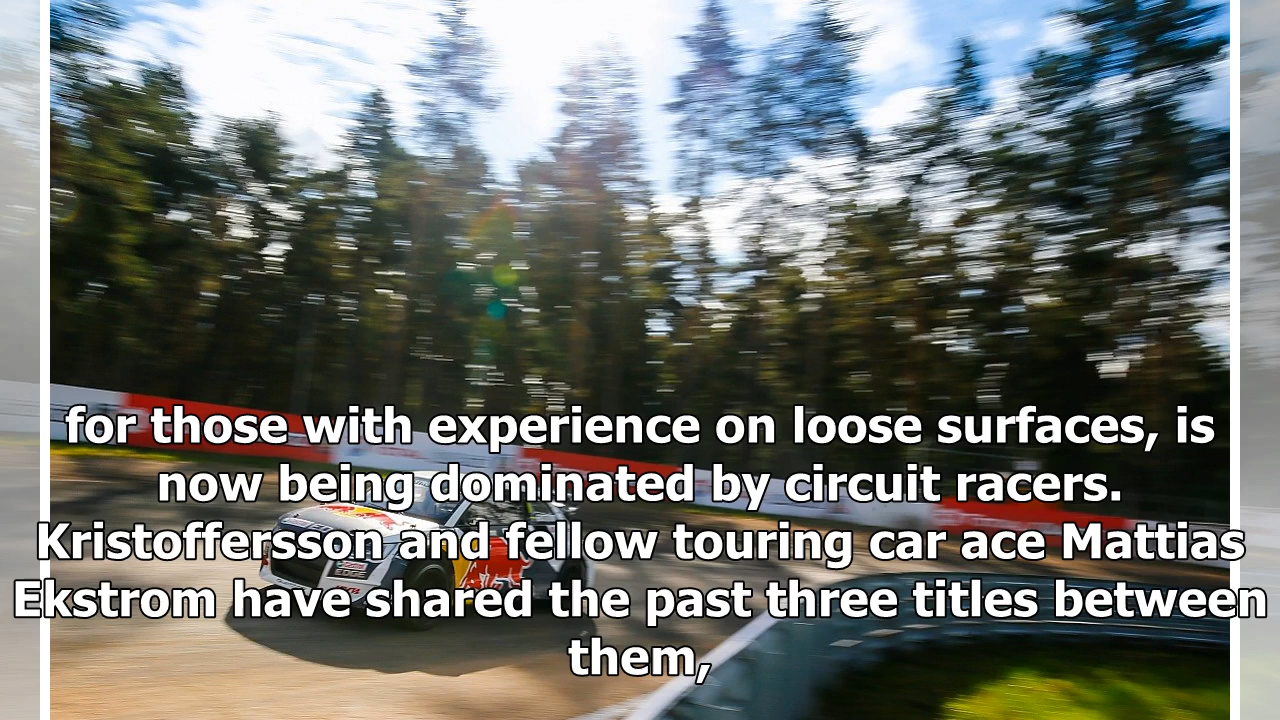 for those with experience on loose surfaces, is
now being dominated by circuit racers.
Kristoffersson and fellow touring car ace Mattias
Ekstrom have shared the past three titles between
them,